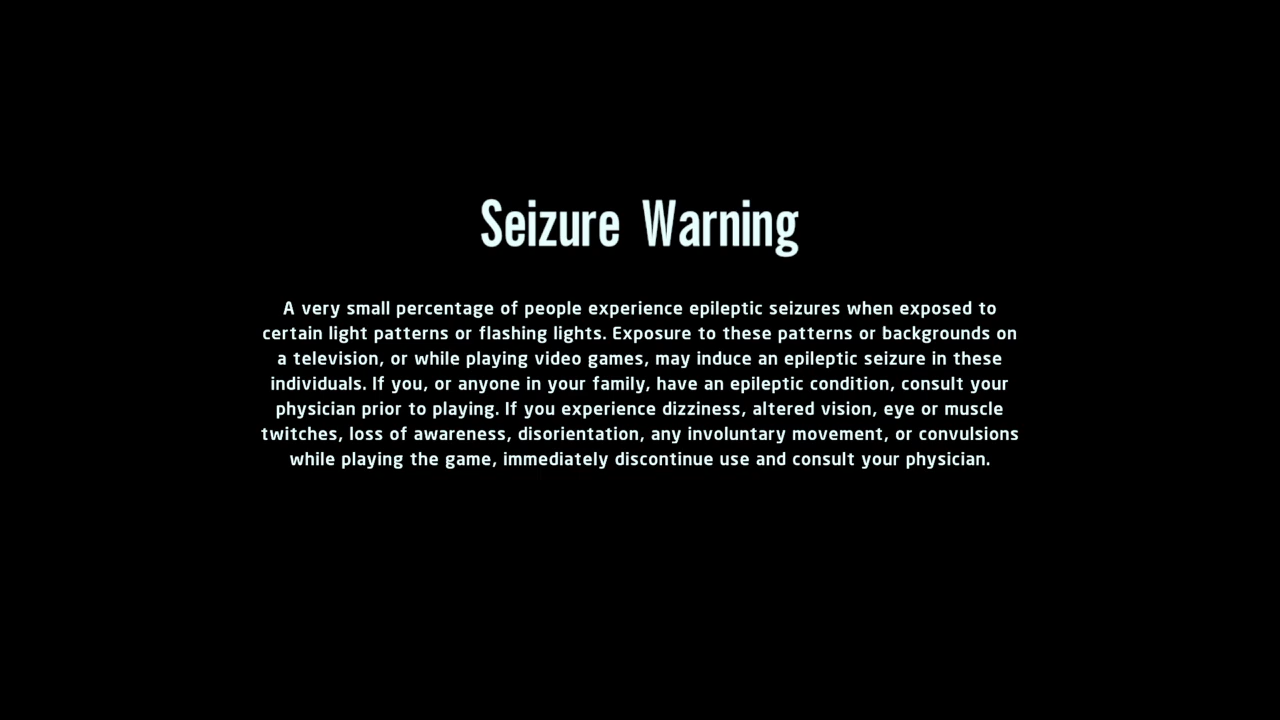 Seizure Warning
A very small percentage of people experience epileptic seizures when exposed to
certain light patterns or flashing lights. Exposure to these patterns or backgrounds on
a television, or while playing video games, may induce an epileptic seizure in these
individuals. If you, or anyone in your family, have an epileptic condition, consult your
physician prior to playing. If you experience dizziness, altered vision, eye or muscle
twitches, loss of awareness, disorientation, any involuntary movement, or convulsions
while playing the game, immediately discontinue use and consult your physician.